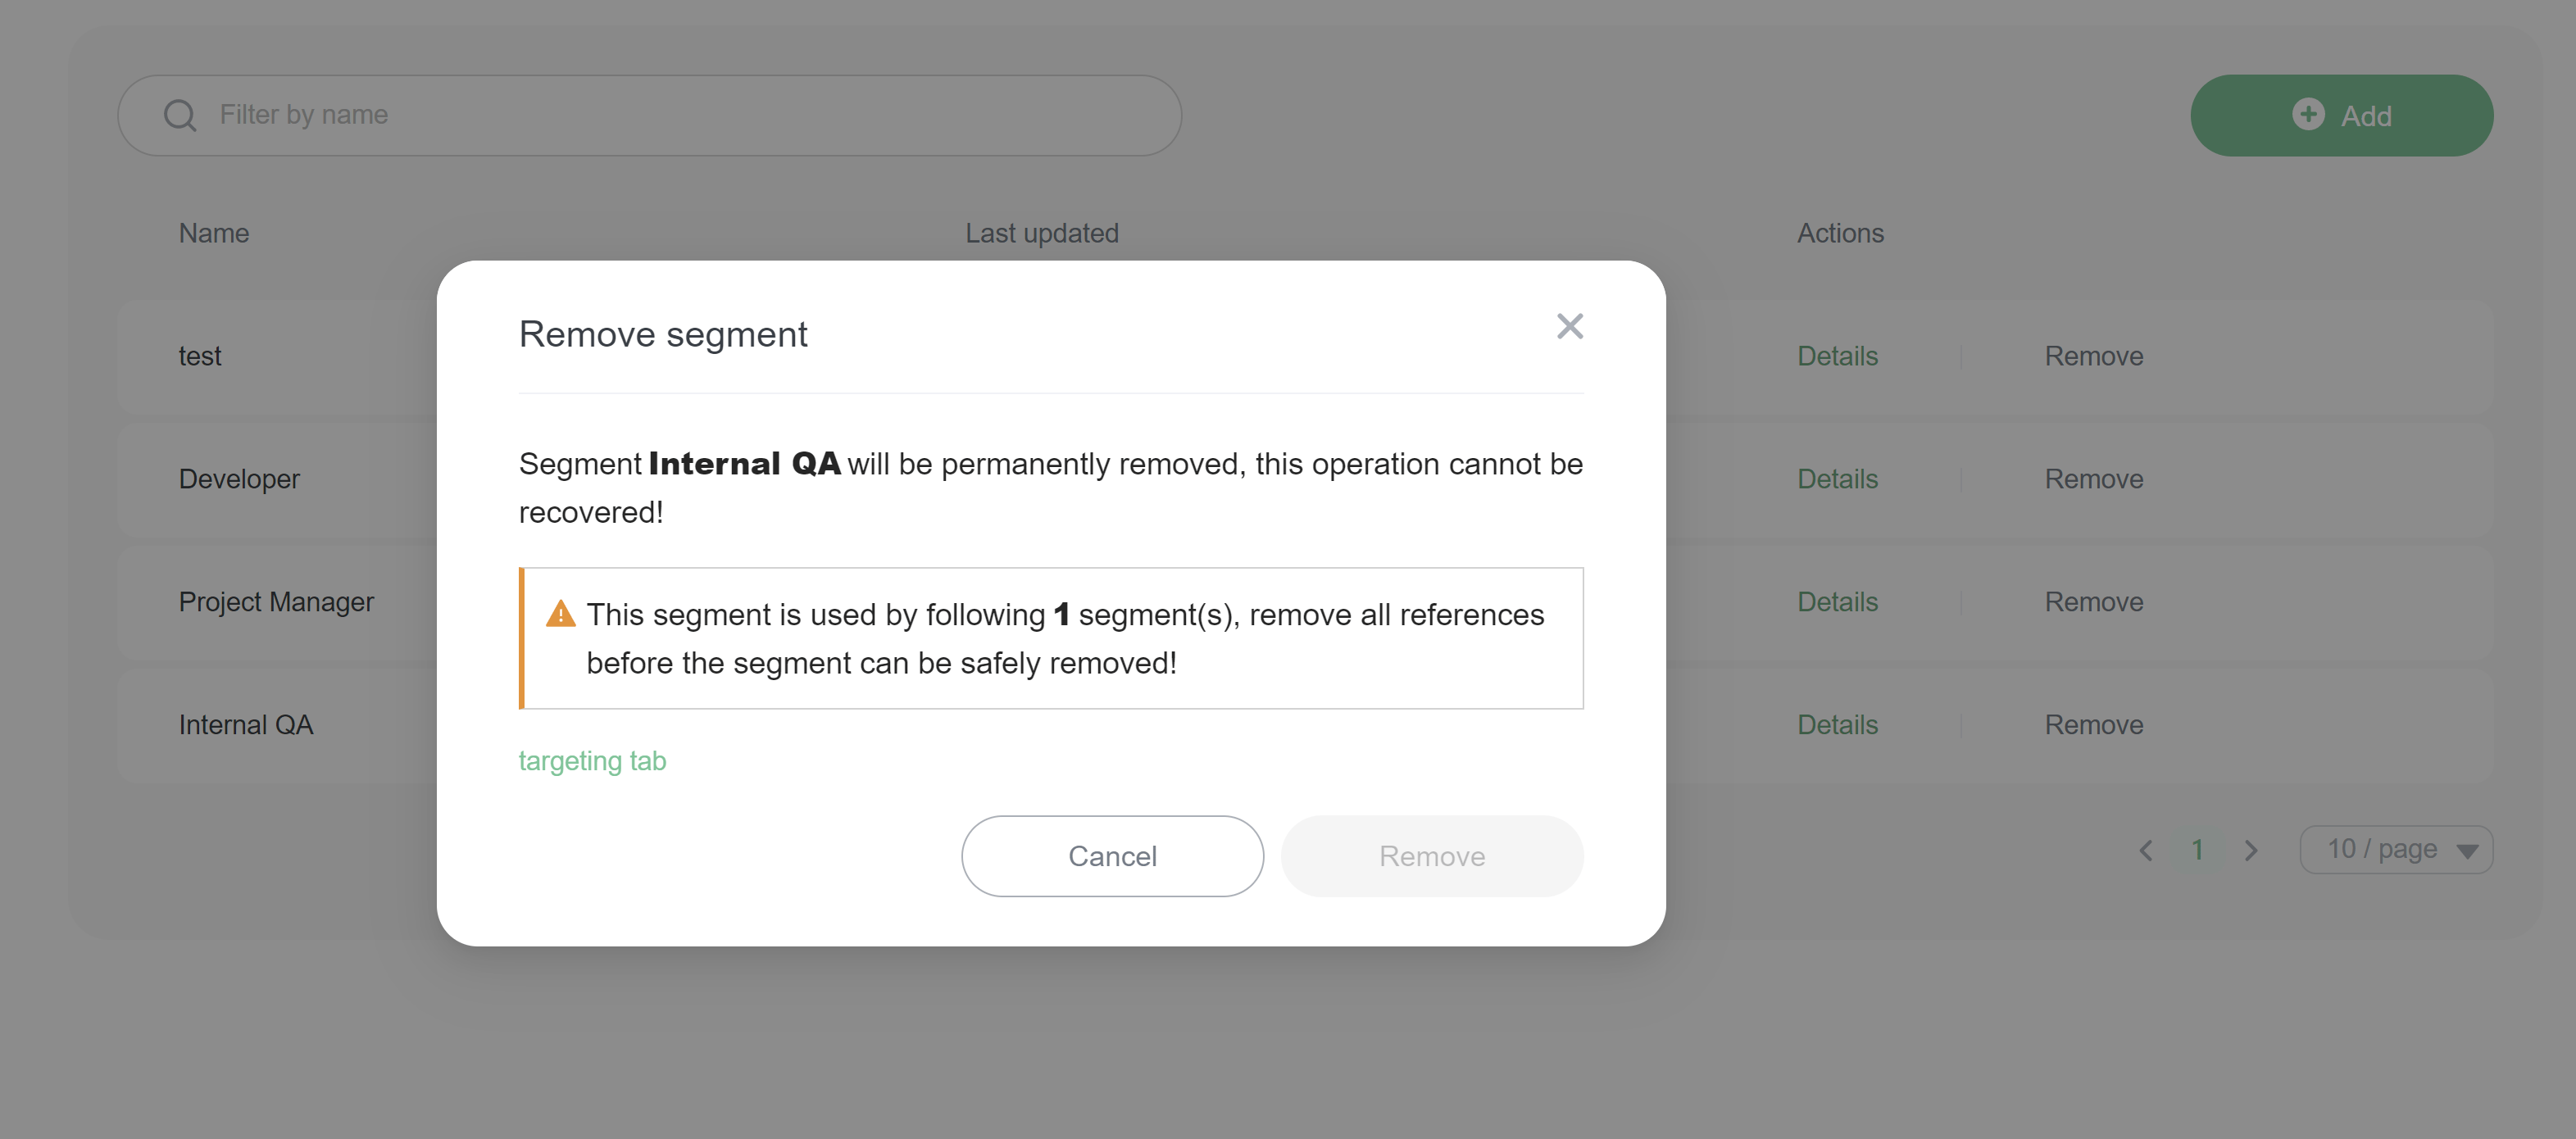 Filter by name
Add
Name Last updated Actions
Remove segment
test Details Remove
Segment Internal QA will be permanently removed, this operation cannot be
recovered!
Developer Details Remove
This segment is used by following 1 segment(s), remove all references
before the segment can be safely removed!
Project Manager Details Remove
Internal QA Details Remove
targeting tab
Cancel Remove
1 10 / page